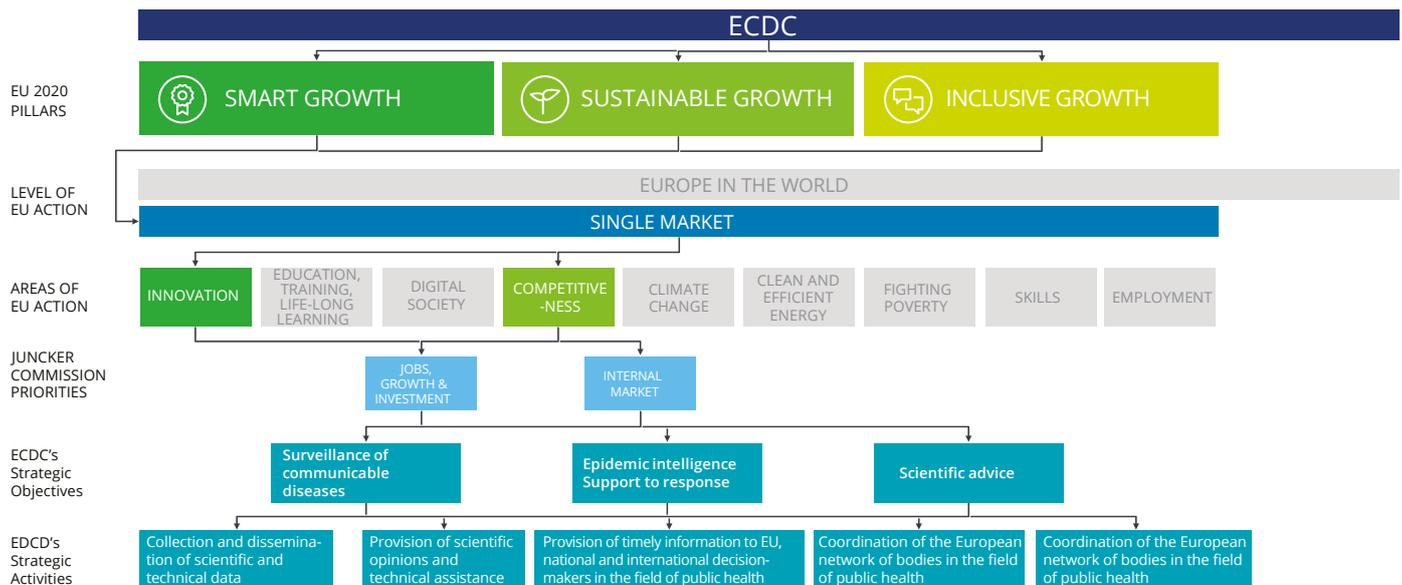 ECDC
EU 2020
PILLARS
SMART GROWTH
SUSTAINABLE GROWTH
INCLUSIVE GROWTH
LEVEL OF
EU ACTION
EUROPE IN THE WORLD
SINGLE MARKET
AREAS OF
EU ACTION
INNOVATION
EDUCATION,
TRAINING,
LIFE-LONG
LEARNING
DIGITAL
SOCIETY
COMPETITIVE
-NESS
CLIMATE
CHANGE
CLEAN AND
EFFICIENT
ENERGY
FIGHTING
POVERTY
SKILLS
EMPLOYMENT
JUNCKER
COMMISSION
PRIORITIES
JOBS,
GROWTH &
INVESTMENT
INTERNAL
MARKET
ECDC’s
Strategic
Objectives
Surveillance of
communicable
diseases
Epidemic intelligence
Support to response
Scientific advice
EDCD’s
Strategic
Activities
Collection and dissemina-
tion of scientific and
technical data
Provision of scientific
opinions and
technical assistance
Provision of timely information to EU,
national and international decision-
makers in the field of public health
Coordination of the European
network of bodies in the field
of public health
Coordination of the European
network of bodies in the field
of public health